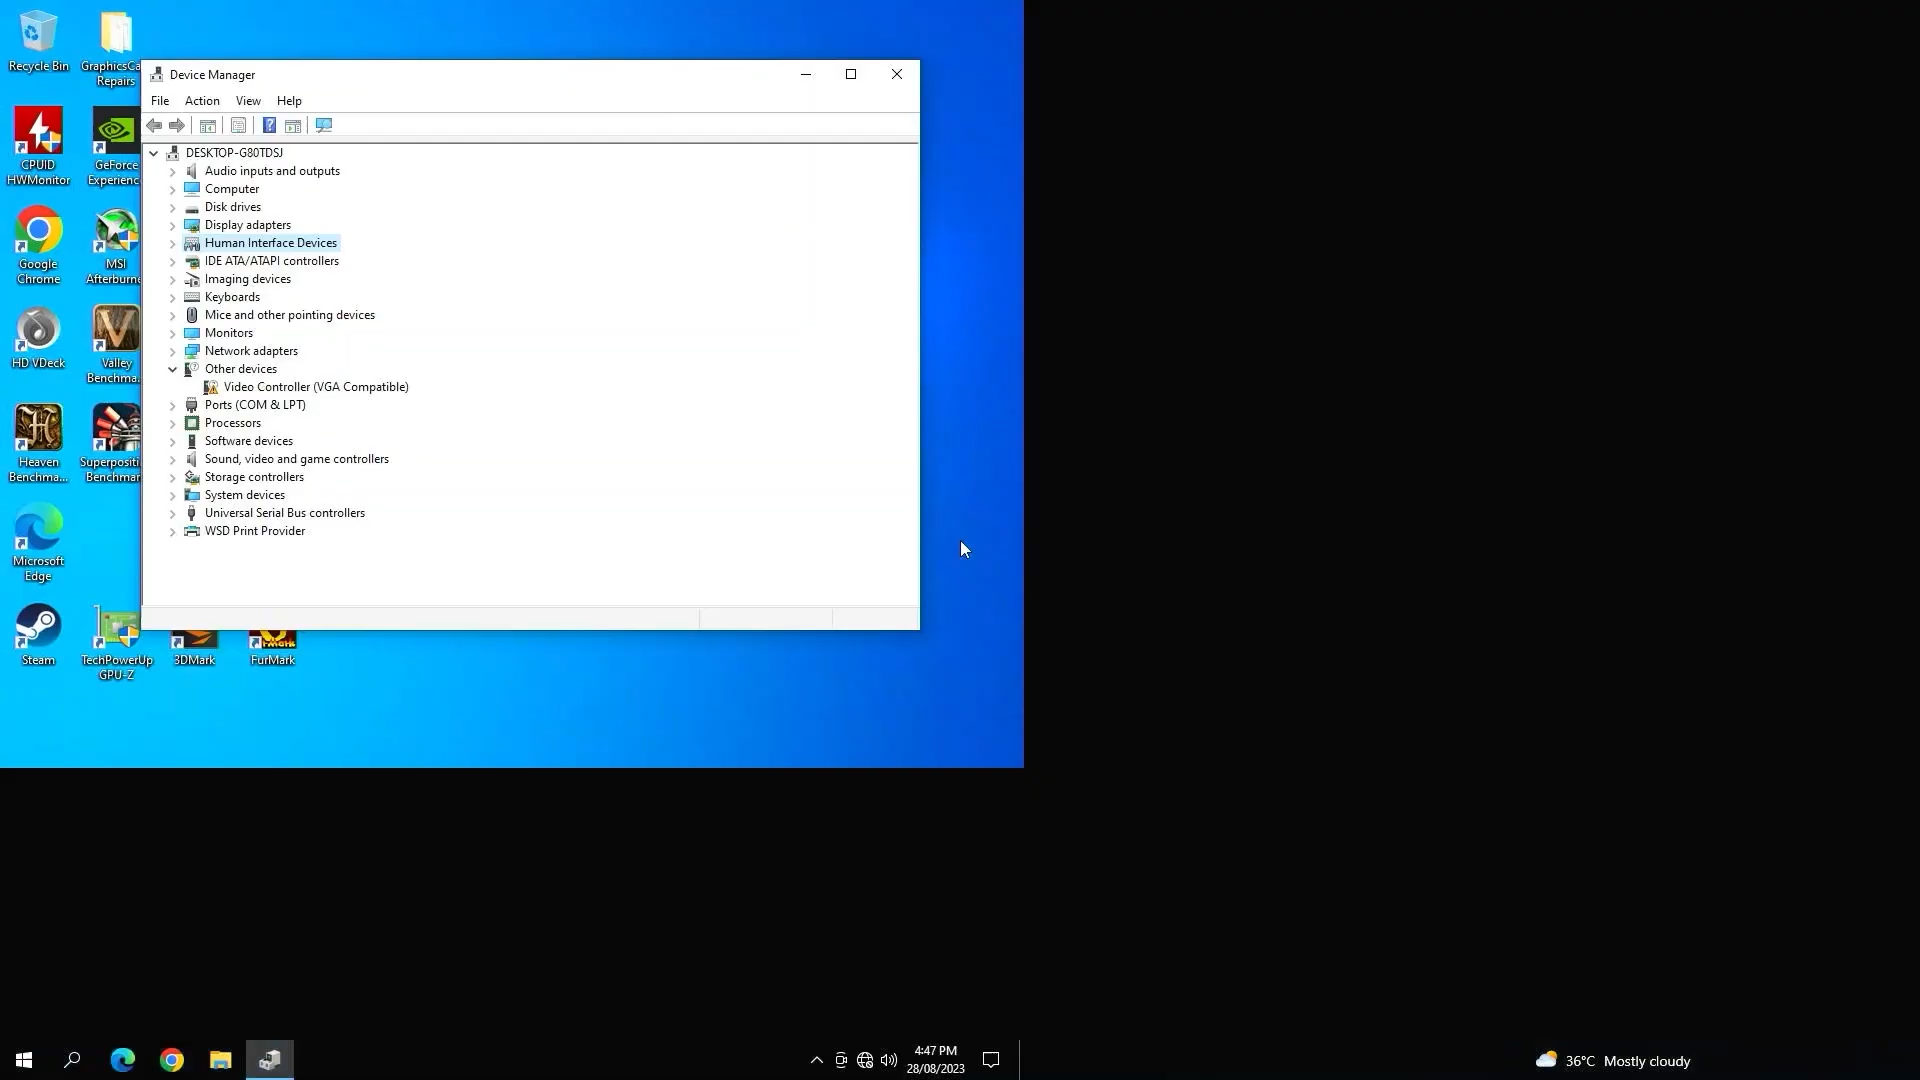 Recycle Bin
GraphicsCa
Repairs
CPUID
HWMonitor
GeForce
Experienc
Google
Chrome
MSI
Afterburne
HD VDeck
Valley
Benchma...
Heaven
Benchma...
Superpositi
Benchmar
Microsoft
Edge
Steam
TechPowerUp
GPU-Z
3DMark
FurMark
Device Manager
File Action View Help
DESKTOP-G80TDSJ
Audio inputs and outputs
Computer
Disk drives
Display adapters
Human Interface Devices
IDE ATA/ATAPI controllers
Imaging devices
Keyboards
Mice and other pointing devices
Monitors
Network adapters
Other devices
Video Controller (VGA Compatible)
Ports (COM & LPT)
Processors
Software devices
Sound, video and game controllers
Storage controllers
System devices
Universal Serial Bus controllers
WSD Print Provider
4:47 PM
28/08/2023
36°C Mostly cloudy